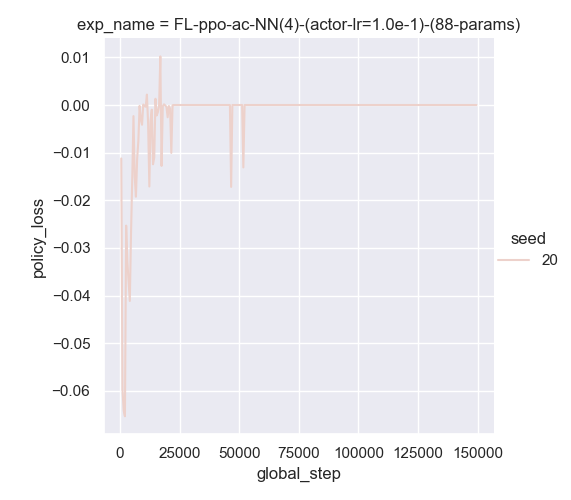 exp_name = FL-ppo-ac-NN(4)-(actor-lr=1.0e-1)-(88-params)
0.01
0.00
−0.01
−0.02
−0.03
−0.04
−0.05
−0.06
policy_loss
0 25000 50000 75000 100000 125000 150000
global_step
seed
20